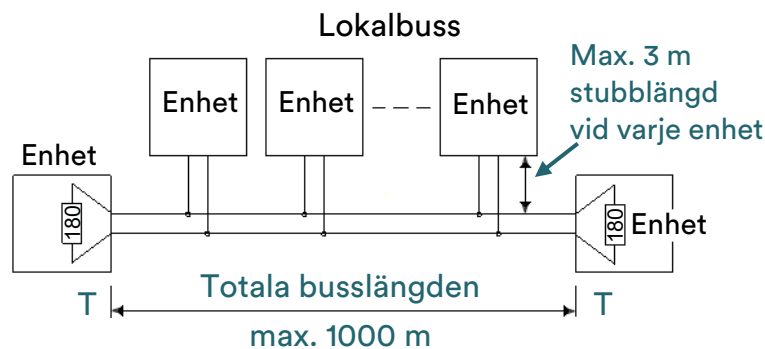 Lokalbuss
Max. 3 m
stubblängd
vid varje enhet
Enhet
Enhet
Enhet
Enhet
180
180
Enhet
T
Totala busslängden
T
max. 1000 m